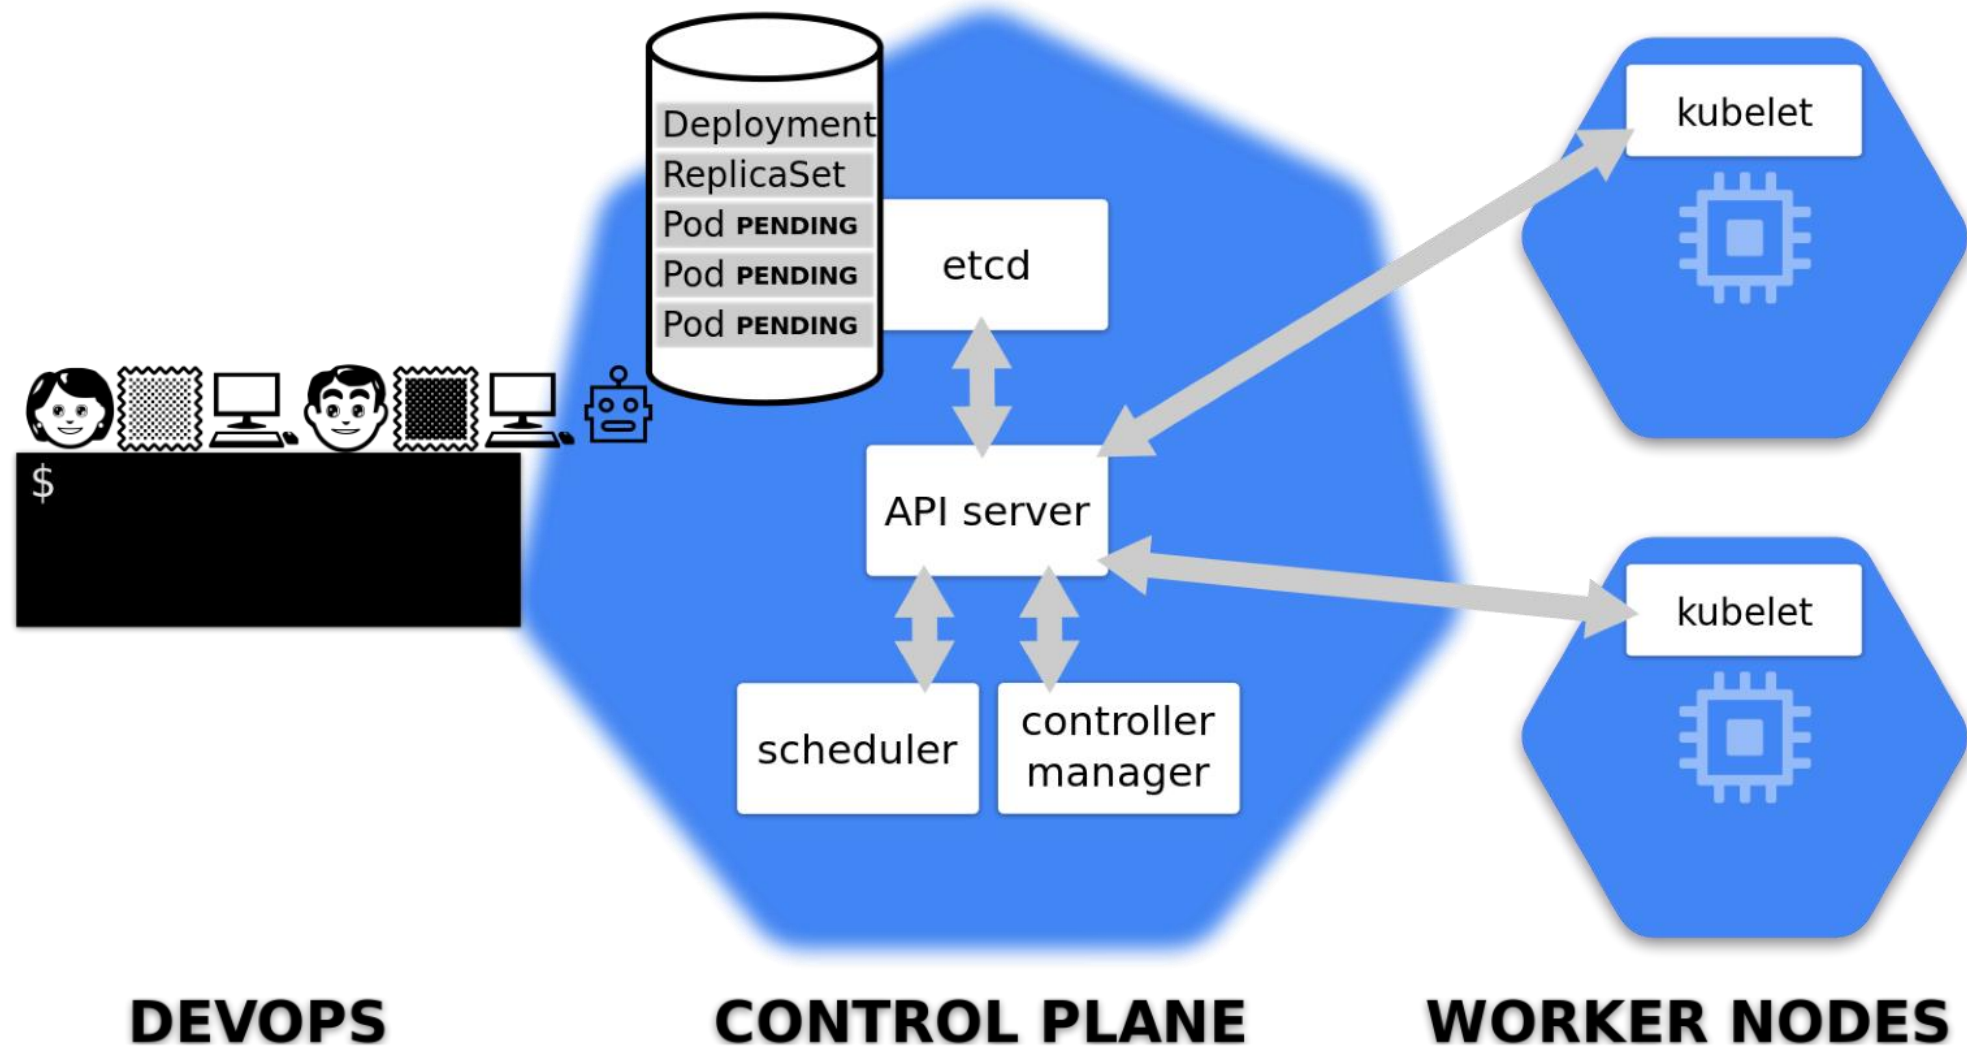 Deployment
ReplicaSet
Pod PENDING
Pod PENDING
Pod PENDING
etcd
$
API server
scheduler
controller
manager
kubelet
kubelet
DEVOPS
CONTROL PLANE
WORKER NODES